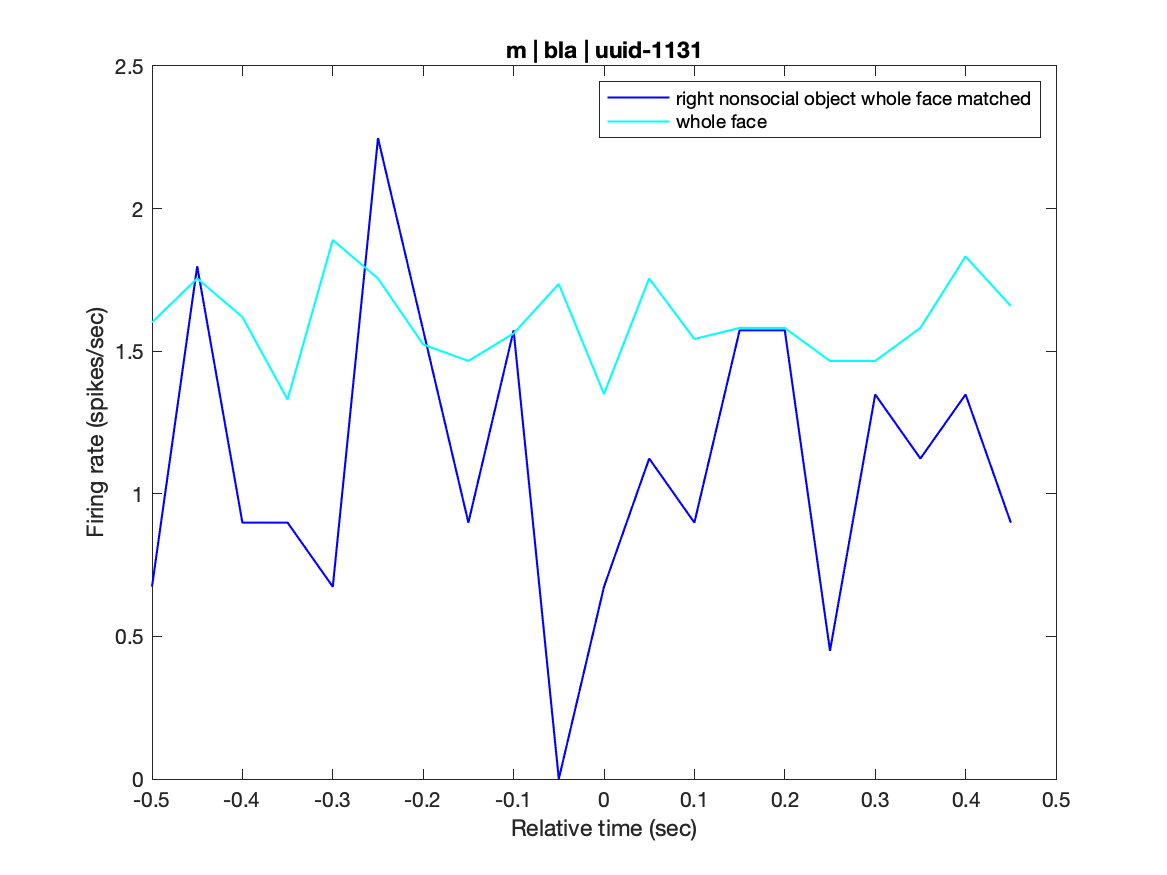 m | bla | uuid-1131
right nonsocial object whole face matched
whole face
2.5
2
1.5
1
0.5
0
Firing rate (spikes/sec)
-0.5 -0.4 -0.3 -0.2 -0.1 0 0.1 0.2 0.3 0.4 0.5
Relative time (sec)